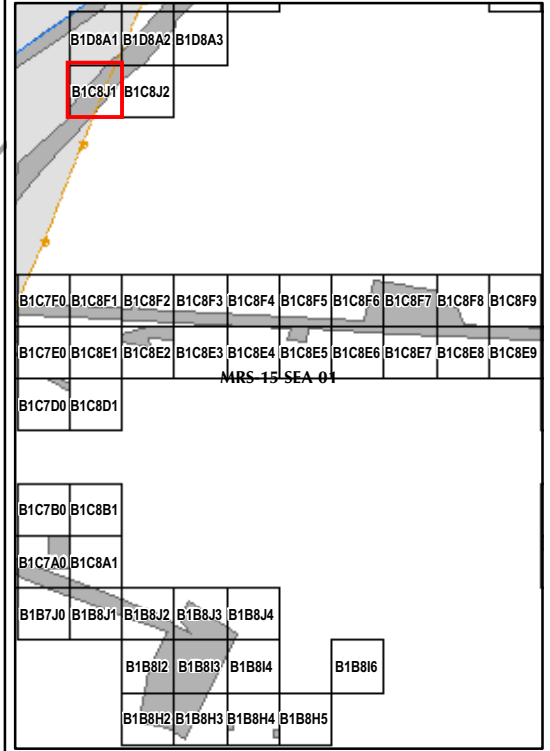 B1D8A1 B1D8A2 B1D8A3
B1C8J1 B1C8J2
B1C7F0 B1C8F1 B1C8F2 B1C8F3 B1C8F4 B1C8F5 B1C8F6 B1C8F7 B1C8F8 B1C8F9
B1C7E0 B1C8E1 B1C8E2 B1C8E3 B1C8E4 B1C8E5 B1C8E6 B1C8E7 B1C8E8 B1C8E9
MRS-15 SEA 01
B1C7D0 B1C8D1
B1C7B0 B1C8B1
B1C7A0 B1C8A1
B1B7J0 B1B8J1 B1B8J2 B1B8J3 B1B8J4
B1B8I2 B1B8I3 B1B8I4 B1B8I6
B1B8H2 B1B8H3 B1B8H4 B1B8H5